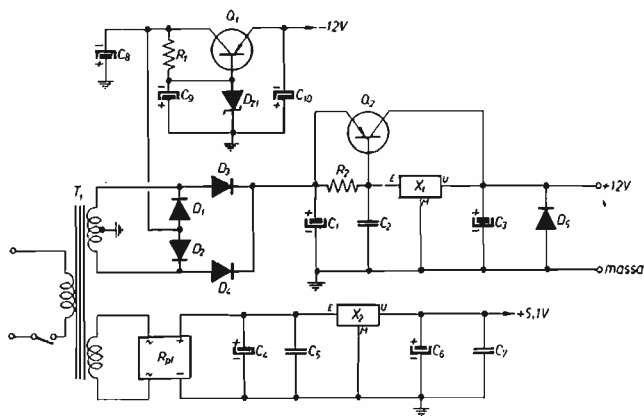 Q1
−12V
C8
R1
C9
DZ1
C10
Q2
T1
D3
R2
E X1 U
M
+12V
D1
C1
C2
C3
D5
D2
D4
massa
E X2 U
M
+5,1V
Rpf
C4
C5
C6
C7